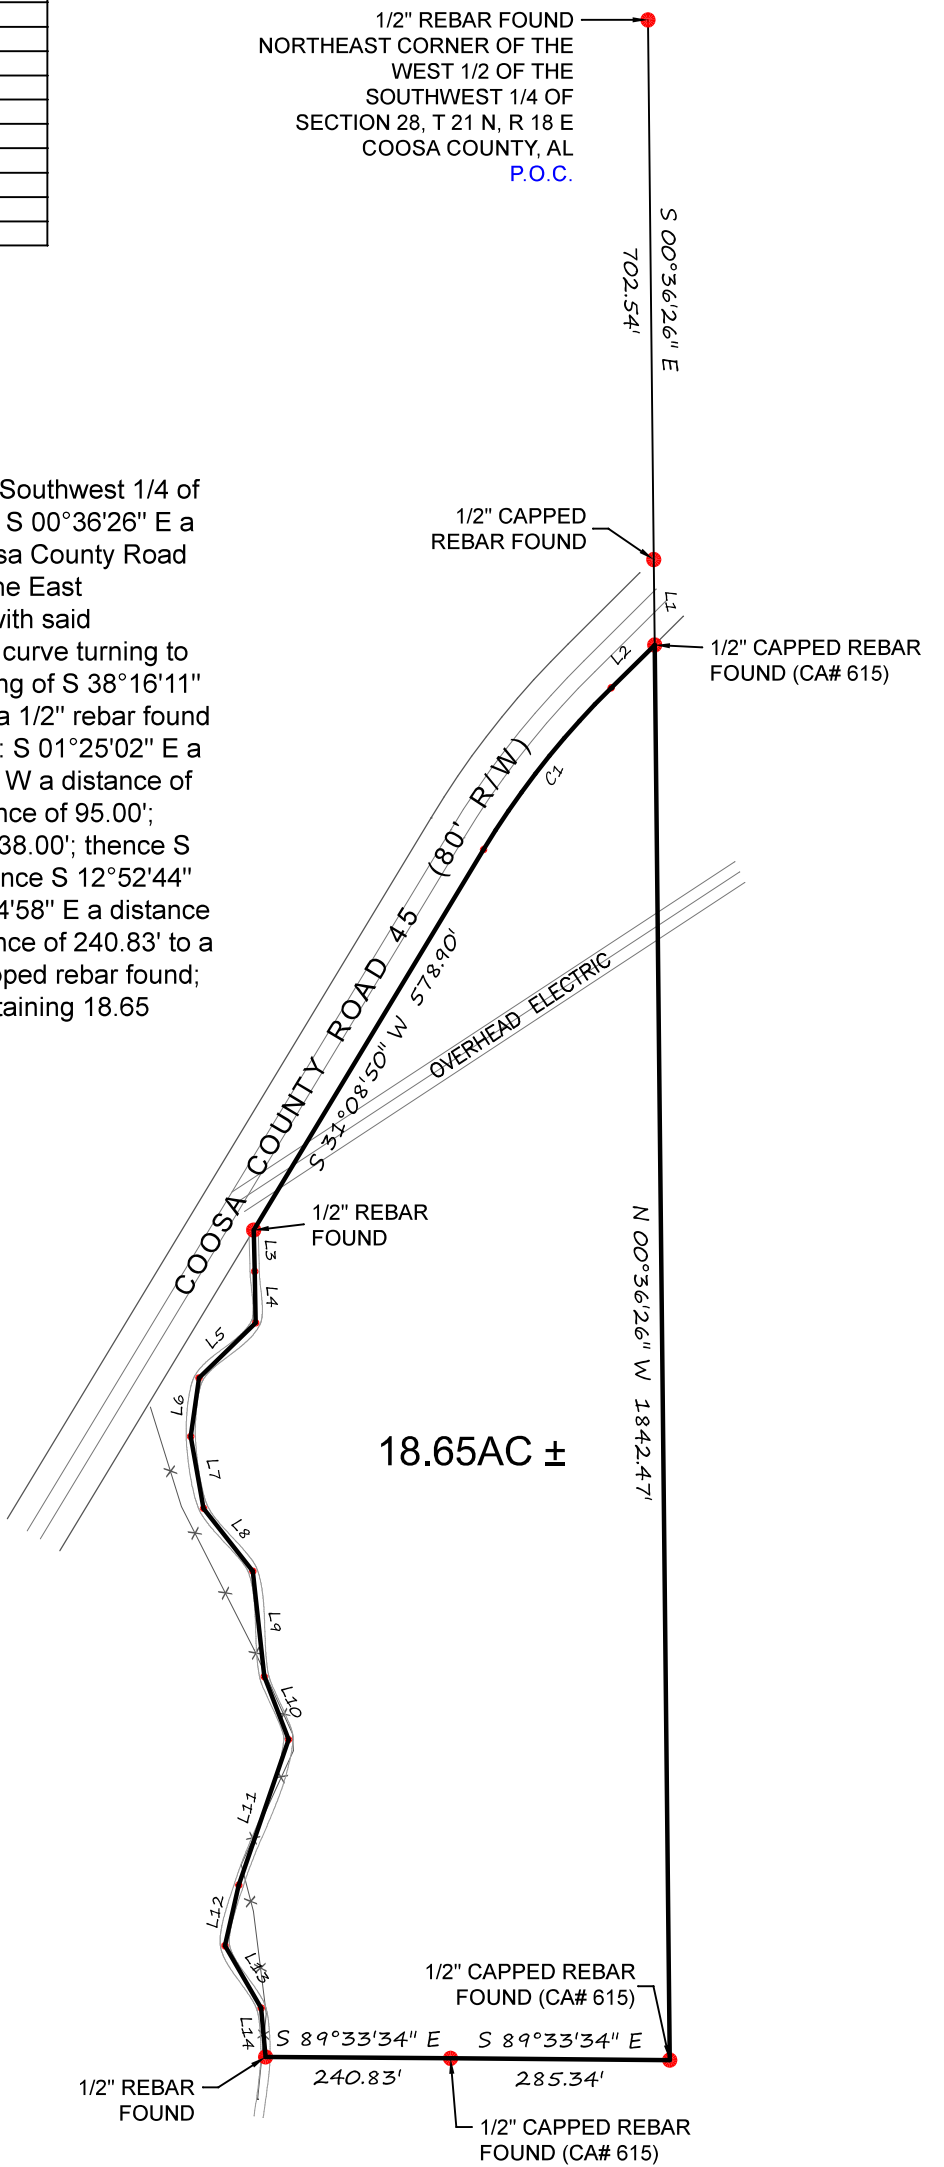 1/2" REBAR FOUND
NORTHEAST CORNER OF THE
WEST 1/2 OF THE
SOUTHWEST 1/4 OF
SECTION 28, T 21 N, R 18 E
COOSA COUNTY, AL
P.O.C.
S 00°36'26" E
702.54'
Southwest 1/4 of
S 00°36'26" E a
sa County Road
he East
with said
curve turning to
ng of S 38°16'11"
a 1/2" rebar found
: S 01°25'02" E a
W a distance of
nce of 95.00';
38.00'; thence S
nce S 12°52'44"
4'58" E a distance
nce of 240.83' to a
pped rebar found;
taining 18.65
1/2" CAPPED
REBAR FOUND
L1
1/2" CAPPED REBAR
FOUND (CA# 615)
L2
C1
COOSA COUNTY ROAD 45 (80' R/W)
S 31°08'50" W 578.90'
OVERHEAD ELECTRIC
1/2" REBAR
FOUND
L3
L4
L5
L6
L7
L8
L9
L10
L11
L12
L13
L14
N 00°36'26" W 1842.47'
18.65AC ±
1/2" CAPPED REBAR
FOUND (CA# 615)
S 89°33'34" E
240.83'
S 89°33'34" E
285.34'
1/2" REBAR
FOUND
1/2" CAPPED REBAR
FOUND (CA# 615)